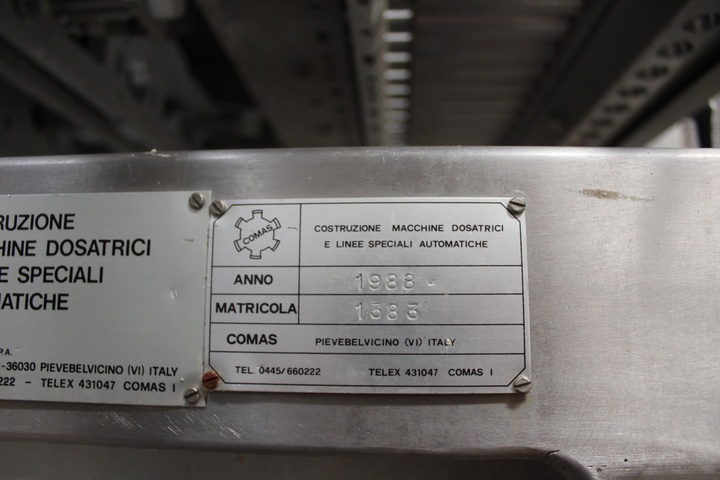 RUZIONE
HINE DOSATRICI
E SPECIALI
ATICHE
P.A.
-36030 PIEVEBELVICINO (VI) ITALY
222 - TELEX 431047 COMAS I
COMAS
COSTRUZIONE MACCHINE DOSATRICI
E LINEE SPECIALI AUTOMATICHE
ANNO 1988
MATRICOLA 1383
COMAS PIEVEBELVICINO (VI) ITALY
TEL. 0445/660222 TELEX 431047 COMAS I